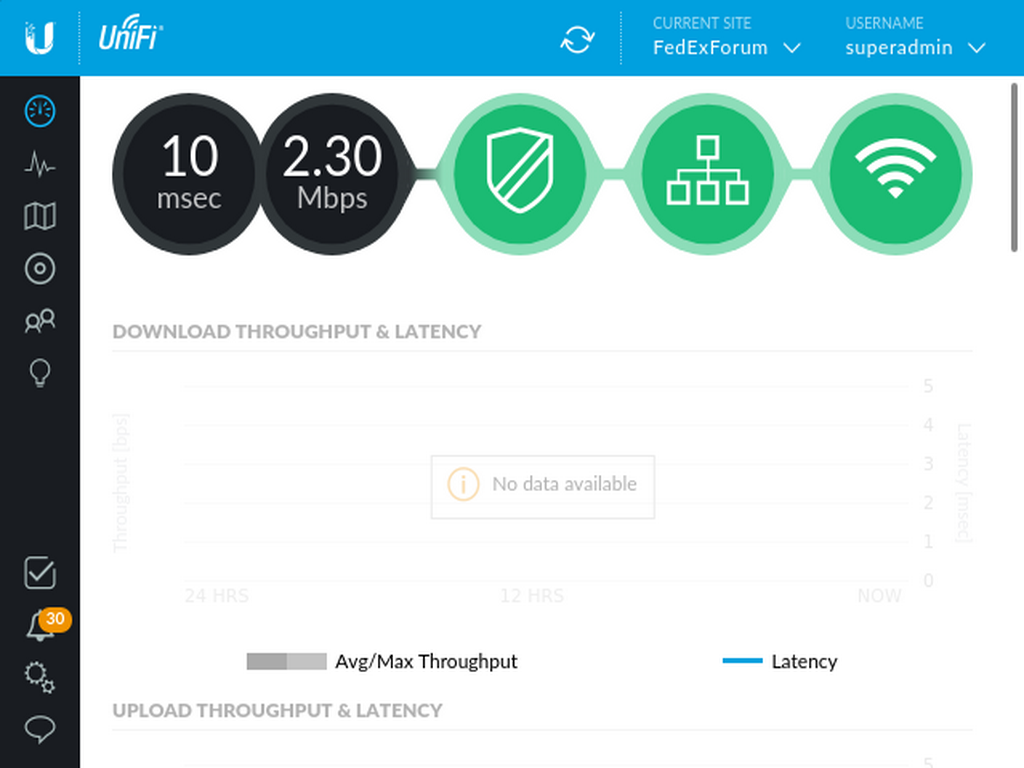 UniFi
CURRENT SITE
FedExForum
USERNAME
superadmin
10
msec
2.30
Mbps
DOWNLOAD THROUGHPUT & LATENCY
Throughput [bps]
5
4
3
2
1
0
Latency [msec]
No data available
24 HRS
12 HRS
NOW
Avg/Max Throughput
Latency
30
UPLOAD THROUGHPUT & LATENCY
5